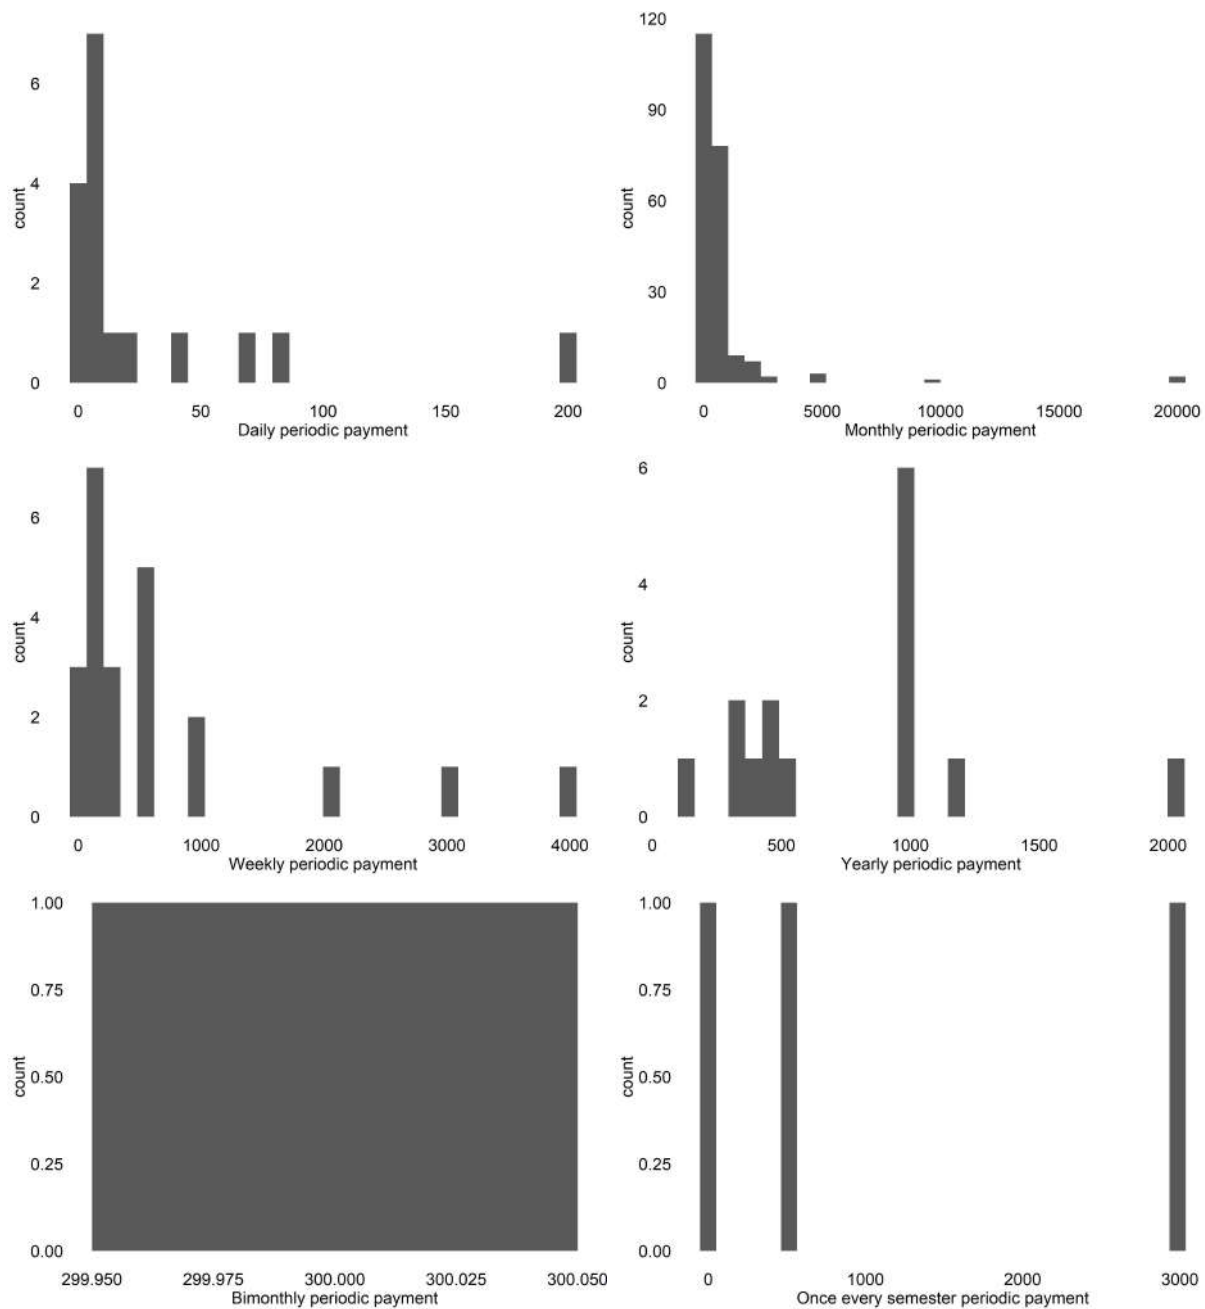 6
4
2
0
count
0 50 100 150 200
Daily periodic payment
120
90
60
30
0
count
0 5000 10000 15000 20000
Monthly periodic payment
6
4
2
0
count
0 1000 2000 3000 4000
Weekly periodic payment
6
4
2
0
count
0 500 1000 1500 2000
Yearly periodic payment
1.00
0.75
0.50
0.25
0.00
count
299.950 299.975 300.000 300.025 300.050
Bimonthly periodic payment
1.00
0.75
0.50
0.25
0.00
count
0 1000 2000 3000
Once every semester periodic payment